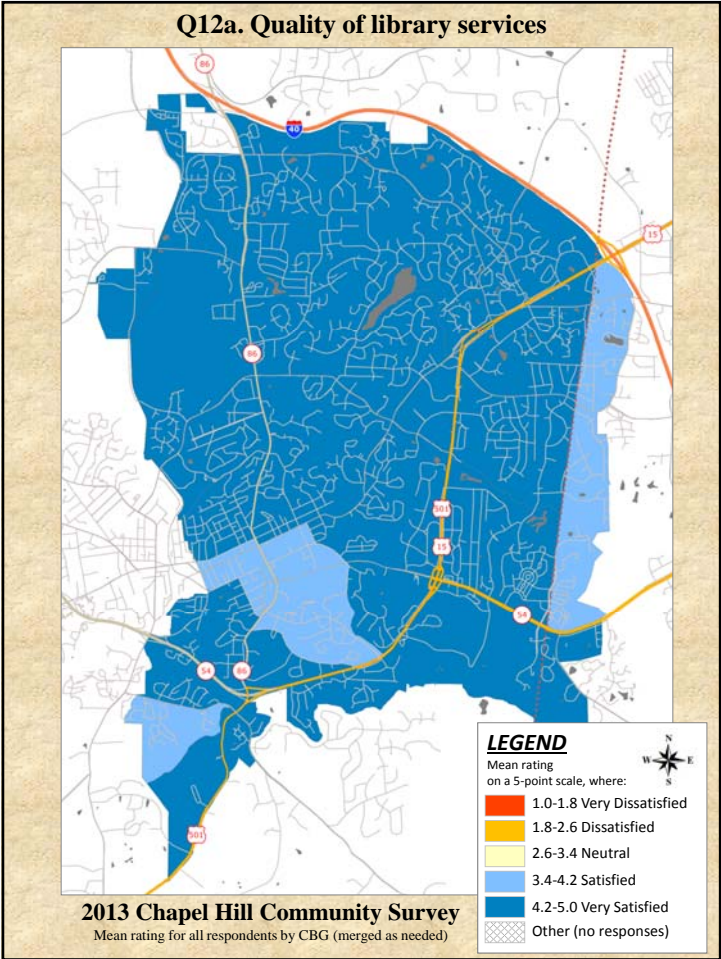 Q12a. Quality of library services
86
40
15
86
501
15
54
54
86
501
LEGEND
Mean rating
on a 5-point scale, where:
N
W E
S
1.0-1.8 Very Dissatisfied
1.8-2.6 Dissatisfied
2.6-3.4 Neutral
3.4-4.2 Satisfied
4.2-5.0 Very Satisfied
Other (no responses)
2013 Chapel Hill Community Survey
Mean rating for all respondents by CBG (merged as needed)